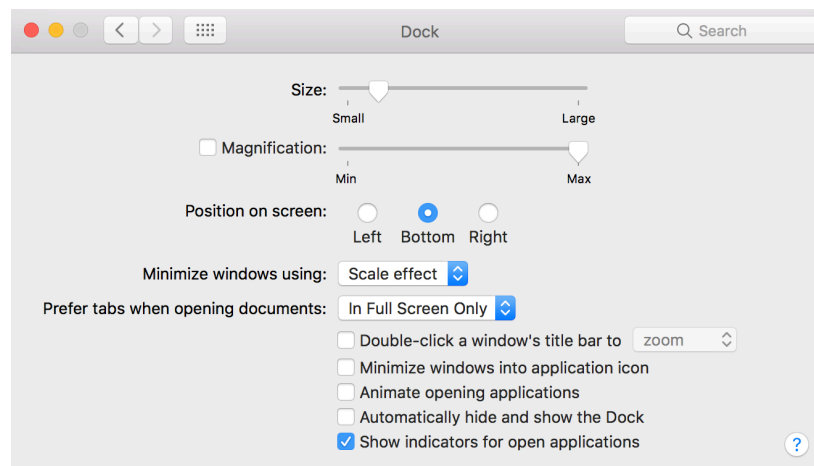 Dock
Search
Size:
Small Large
Magnification:
Min Max
Position on screen:
Left Bottom Right
Minimize windows using: Scale effect
Prefer tabs when opening documents: In Full Screen Only
Double-click a window's title bar to zoom
Minimize windows into application icon
Animate opening applications
Automatically hide and show the Dock
Show indicators for open applications
?